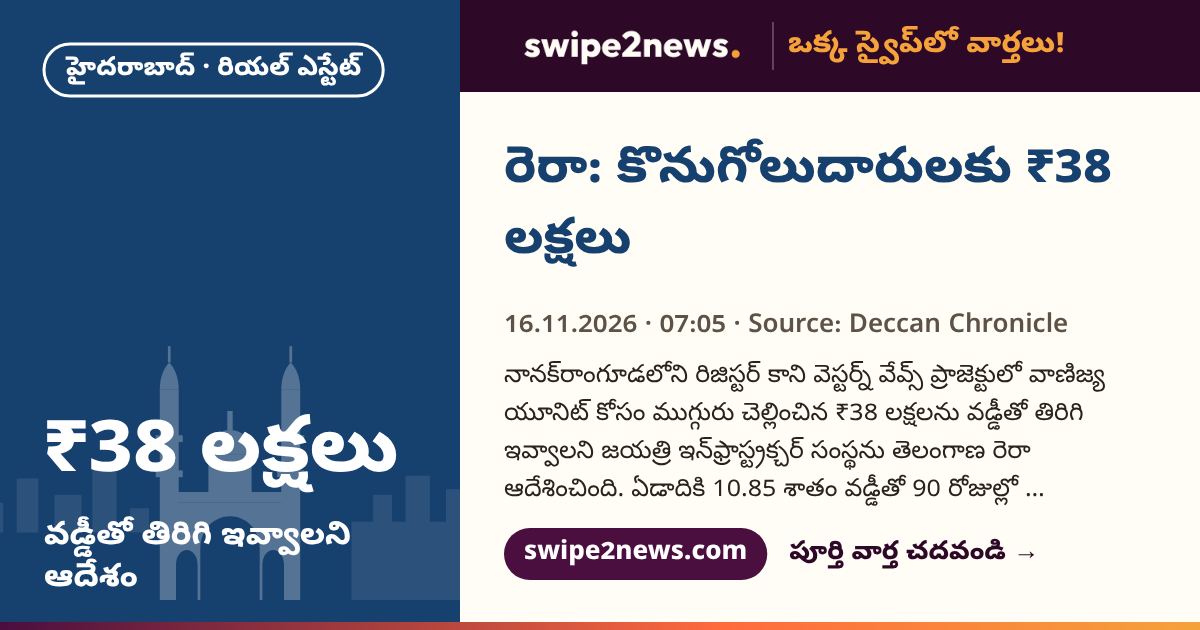 హైదరాబాద్ · రియల్ ఎస్టేట్
₹38 లక్షలు
వడ్డీతో తిరిగి ఇవ్వాలని
ఆదేశం
swipe2news.
ఒక్క స్వైప్‌లో వార్తలు!
రెరా: కొనుగోలుదారులకు ₹38
లక్షలు
16.11.2026 · 07:05 · Source: Deccan Chronicle
నానక్‌రాంగూడలోని రిజిస్టర్ కాని వెస్టర్న్ వేవ్స్ ప్రాజెక్టులో వాణిజ్య
యూనిట్ కోసం ముగ్గురు చెల్లించిన ₹38 లక్షలను వడ్డీతో తిరిగి
ఇవ్వాలని జయత్రి ఇన్‌ఫ్రాస్ట్రక్చర్ సంస్థను తెలంగాణ రెరా
ఆదేశించింది. ఏడాదికి 10.85 శాతం వడ్డీతో 90 రోజుల్లో ...
swipe2news.com
పూర్తి వార్త చదవండి →